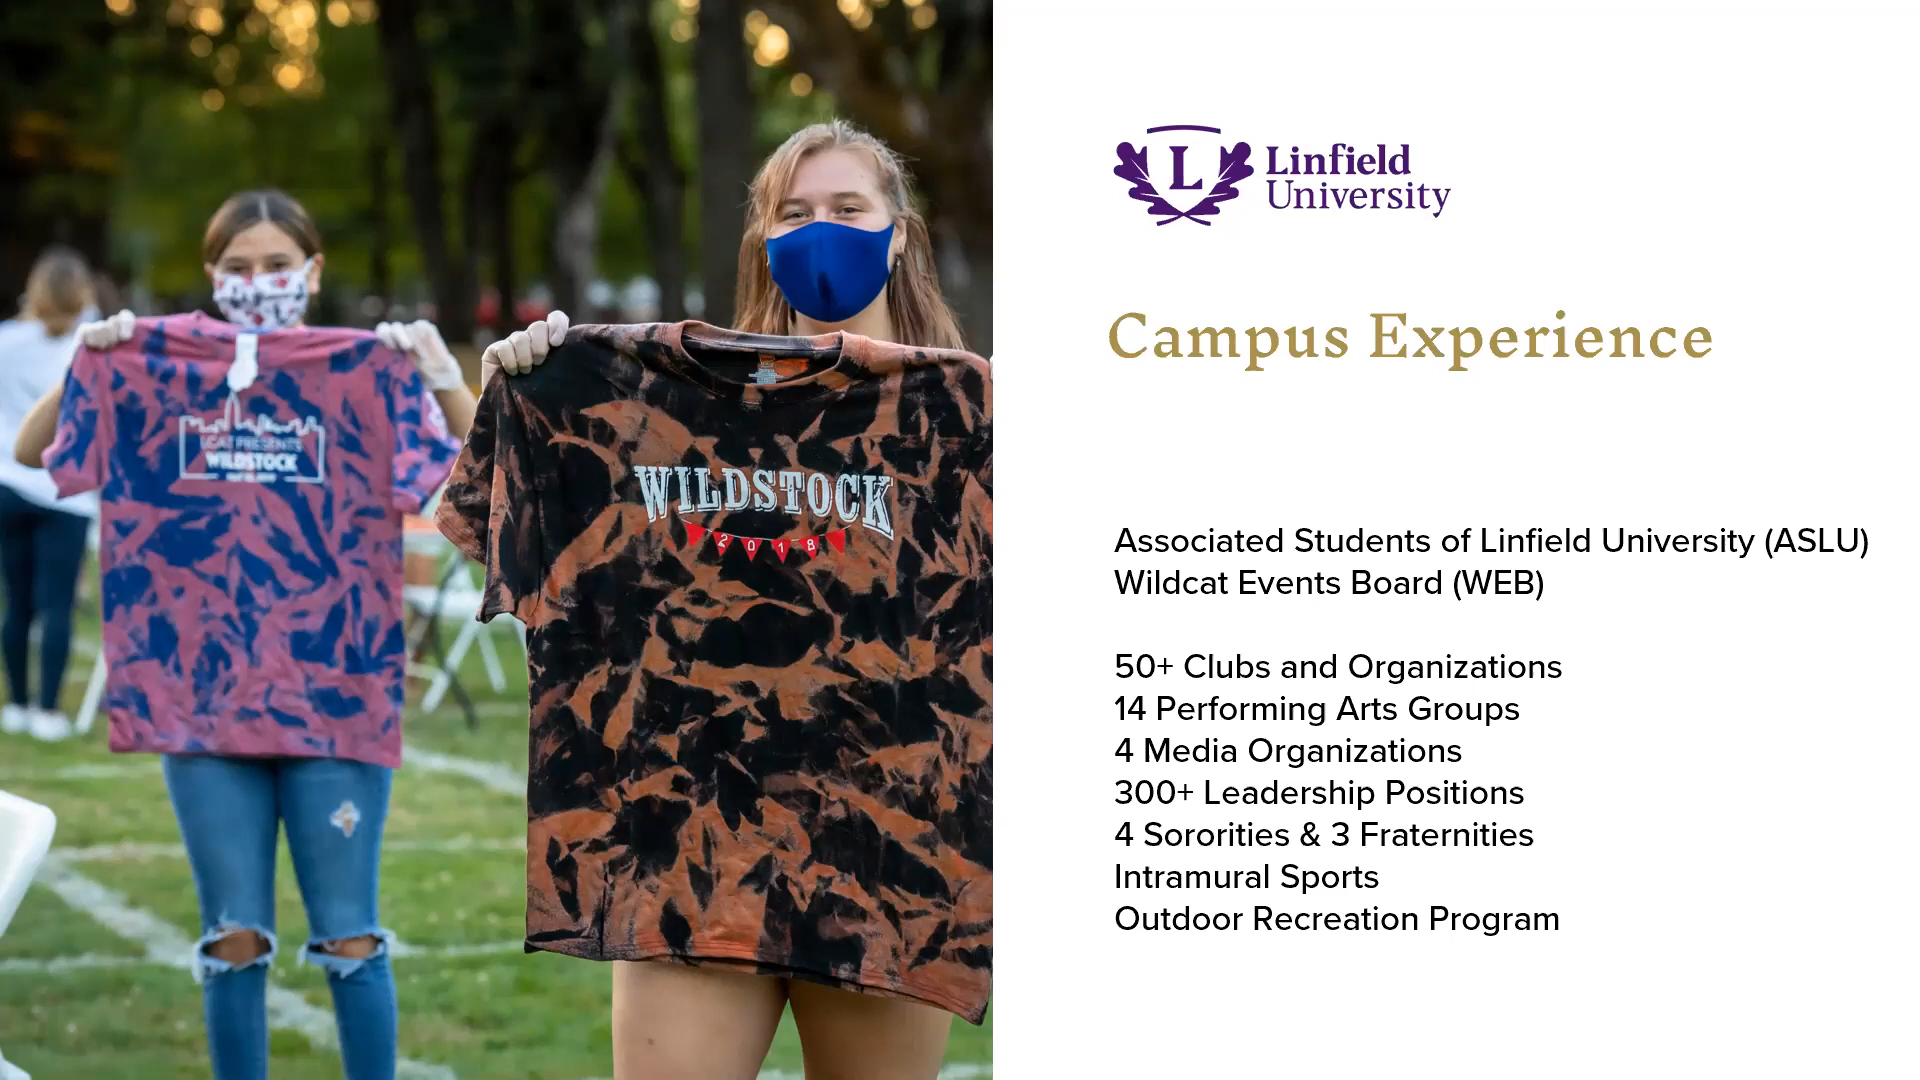 LCAT PRESENTS
WILDSTOCK
WILDSTOCK
2018
L
Linfield
University
Campus Experience
Associated Students of Linfield University (ASLU)
Wildcat Events Board (WEB)
50+ Clubs and Organizations
14 Performing Arts Groups
4 Media Organizations
300+ Leadership Positions
4 Sororities & 3 Fraternities
Intramural Sports
Outdoor Recreation Program